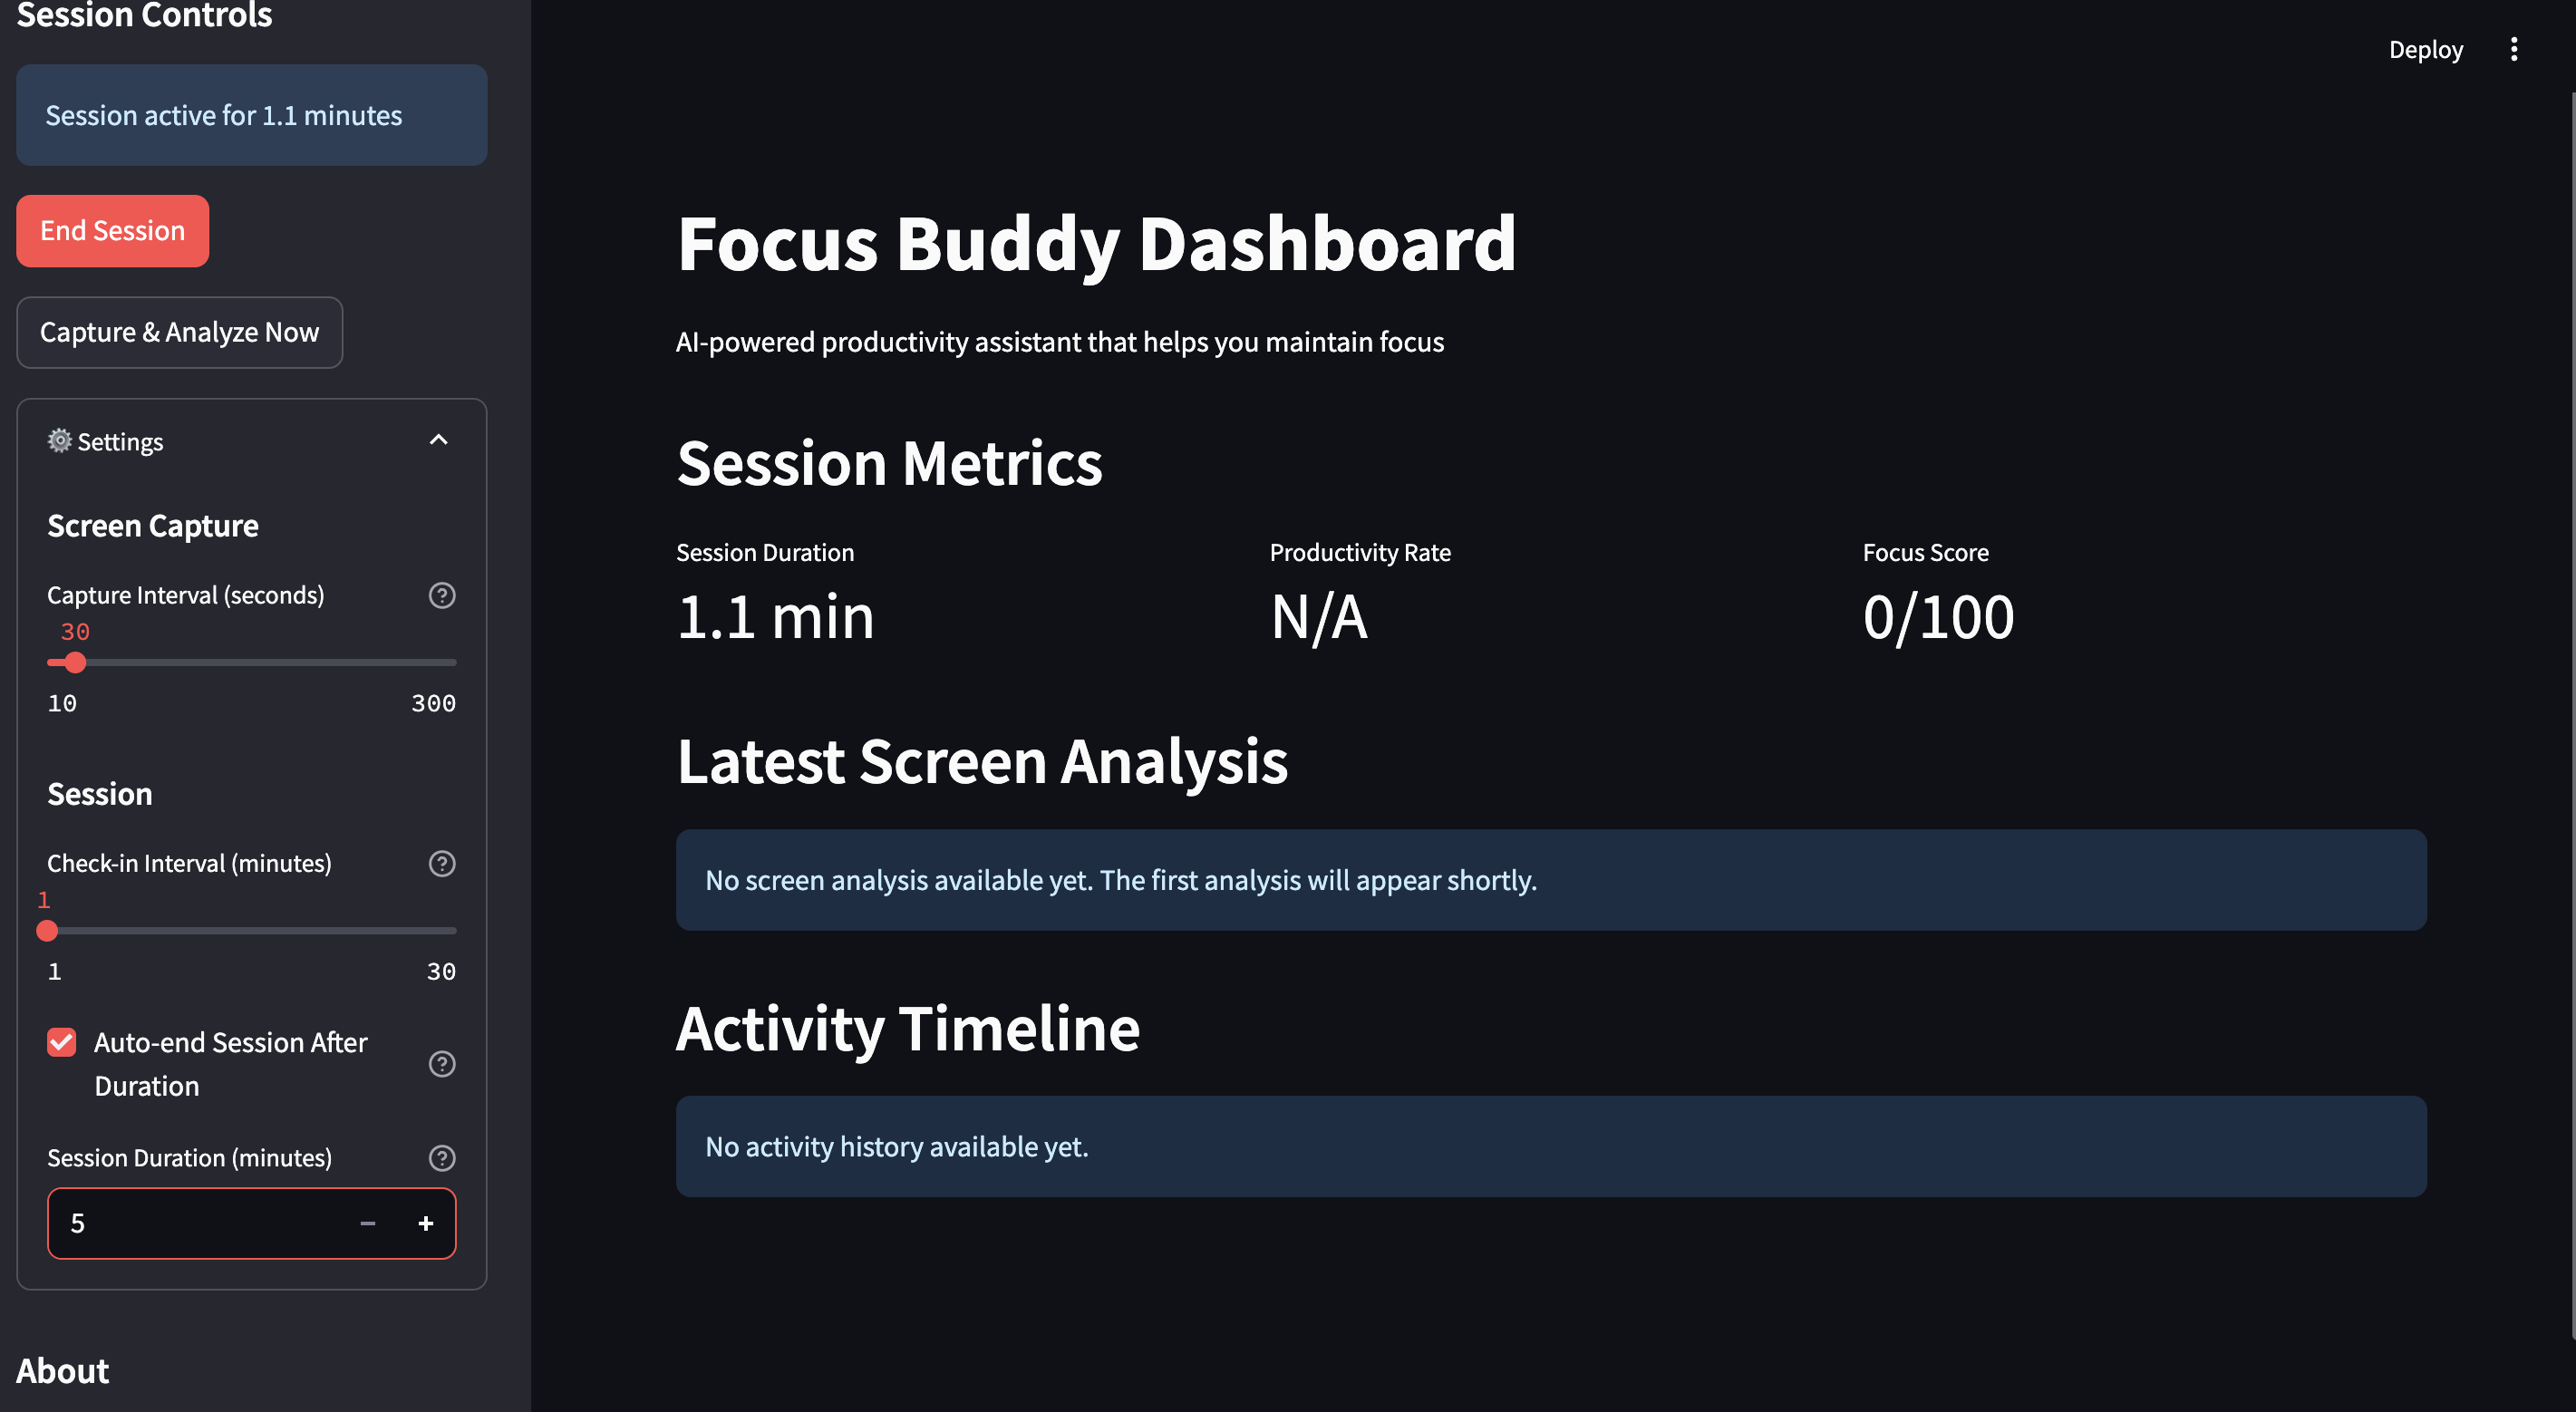 Session Controls
Session active for 1.1 minutes
End Session
Capture & Analyze Now
Settings
Screen Capture
Capture Interval (seconds)
30
10 300
Session
Check-in Interval (minutes)
1
1 30
Auto-end Session After
Duration
Session Duration (minutes)
5
About
Deploy
Focus Buddy Dashboard
AI-powered productivity assistant that helps you maintain focus
Session Metrics
Session Duration Productivity Rate Focus Score
1.1 min N/A 0/100
Latest Screen Analysis
No screen analysis available yet. The first analysis will appear shortly.
Activity Timeline
No activity history available yet.